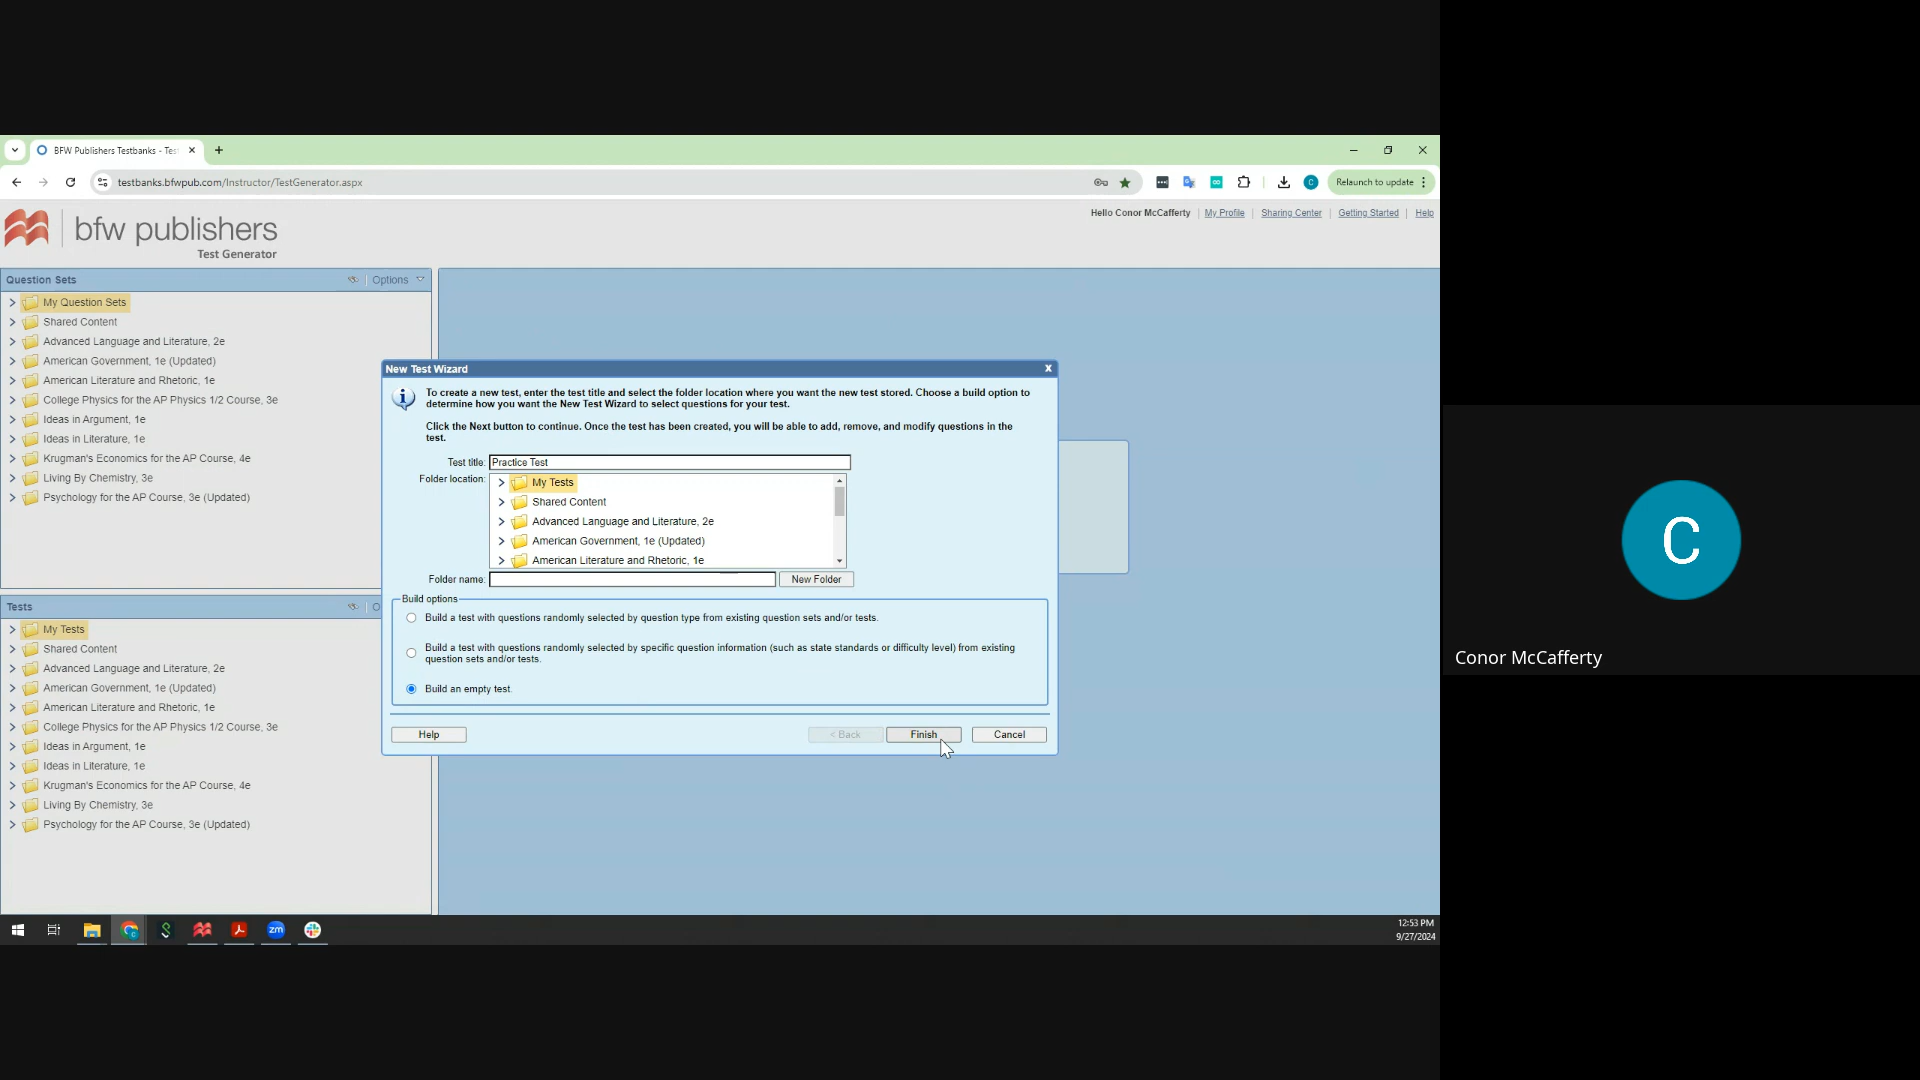 BFW Publishers Testbanks - Tes
testbanks.bfwpub.com/Instructor/TestGenerator.aspx
Relaunch to update
bfw publishers
Test Generator
Hello Conor McCafferty | My Profile | Sharing Center | Getting Started | Help
Question Sets
Options
My Question Sets
Shared Content
Advanced Language and Literature, 2e
American Government, 1e (Updated)
American Literature and Rhetoric, 1e
College Physics for the AP Physics 1/2 Course, 3e
Ideas in Argument, 1e
Ideas in Literature, 1e
Krugman's Economics for the AP Course, 4e
Living By Chemistry, 3e
Psychology for the AP Course, 3e (Updated)
Tests
O
My Tests
Shared Content
Advanced Language and Literature, 2e
American Government, 1e (Updated)
American Literature and Rhetoric, 1e
College Physics for the AP Physics 1/2 Course, 3e
Ideas in Argument, 1e
Ideas in Literature, 1e
Krugman's Economics for the AP Course, 4e
Living By Chemistry, 3e
Psychology for the AP Course, 3e (Updated)
New Test Wizard
X
To create a new test, enter the test title and select the folder location where you want the new test stored. Choose a build option to
determine how you want the New Test Wizard to select questions for your test.
Click the Next button to continue. Once the test has been created, you will be able to add, remove, and modify questions in the
test.
Test title: Practice Test
Folder location:
My Tests
Shared Content
Advanced Language and Literature, 2e
American Government, 1e (Updated)
American Literature and Rhetoric, 1e
Folder name:
New Folder
Build options
Build a test with questions randomly selected by question type from existing question sets and/or tests.
Build a test with questions randomly selected by specific question information (such as state standards or difficulty level) from existing
question sets and/or tests.
Build an empty test.
Help
< Back
Finish
Cancel
zm
12:53 PM
9/27/2024
C
Conor McCafferty